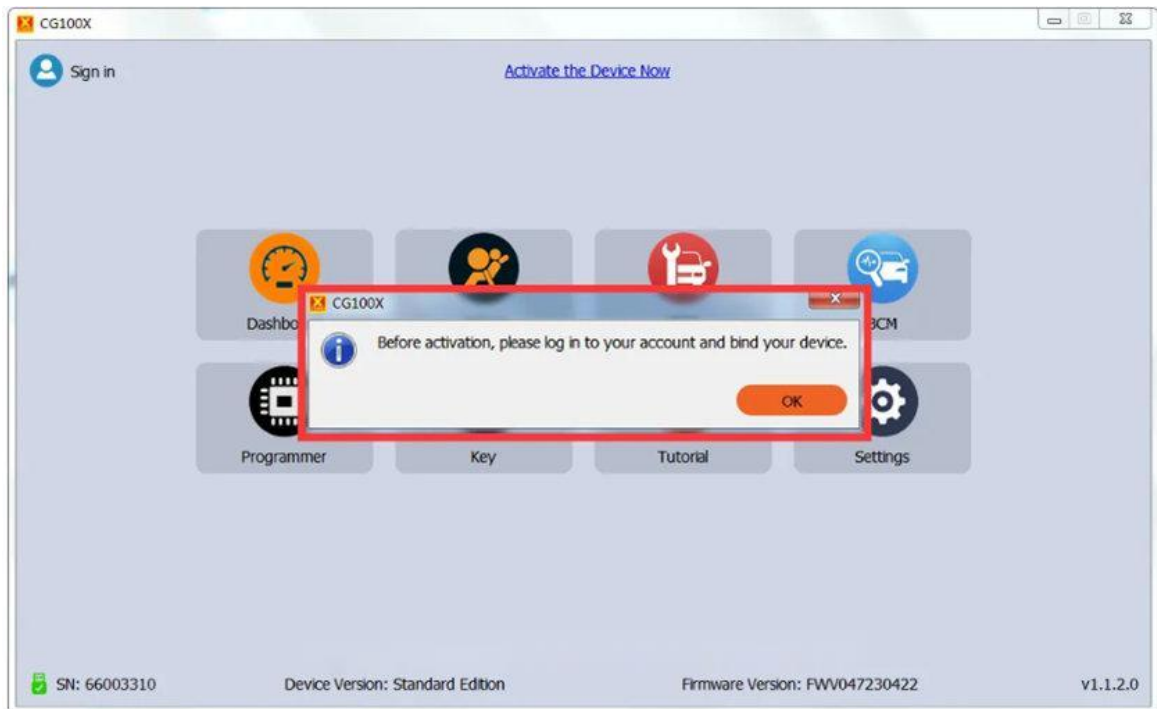 CG100X
Sign in
Activate the Device Now
CG100X
Before activation, please log in to your account and bind your device.
OK
Programmer
Key
Tutorial
Settings
SN: 66003310
Device Version: Standard Edition
Firmware Version: FWV047230422
v1.1.2.0